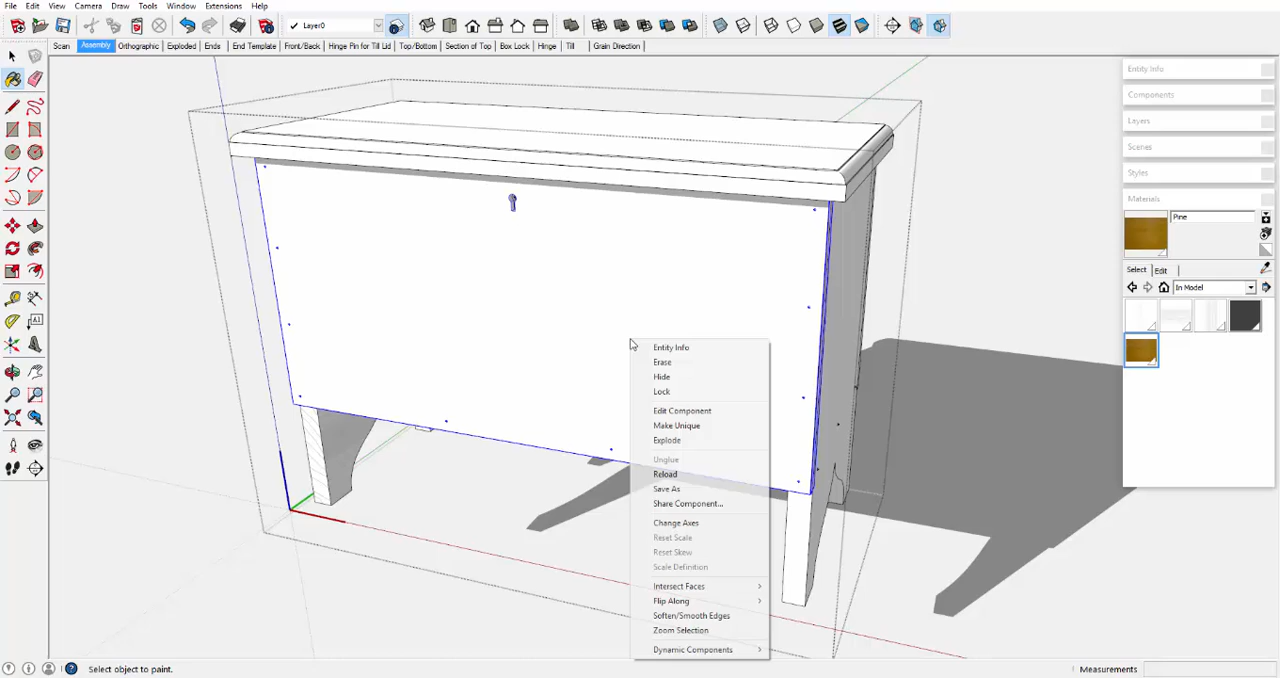 File Edit View Camera Draw Tools Window Extensions Help
Layer0
Scan Assembly Orthographic Exploded Ends End Template Front/Back Hinge Pin for Till Lid Top/Bottom Section of Top Box Lock Hinge Till Grain Direction
Entity Info
Components
Layers
Scenes
Styles
Materials
Pine
Select Edit
In Model
Entity Info
Erase
Hide
Lock
Edit Component
Make Unique
Explode
Unglue
Reload
Save As
Share Component...
Change Axes
Reset Scale
Reset Skew
Scale Definition
Intersect Faces
Flip Along
Soften/Smooth Edges
Zoom Selection
Dynamic Components
Select object to paint.
Measurements